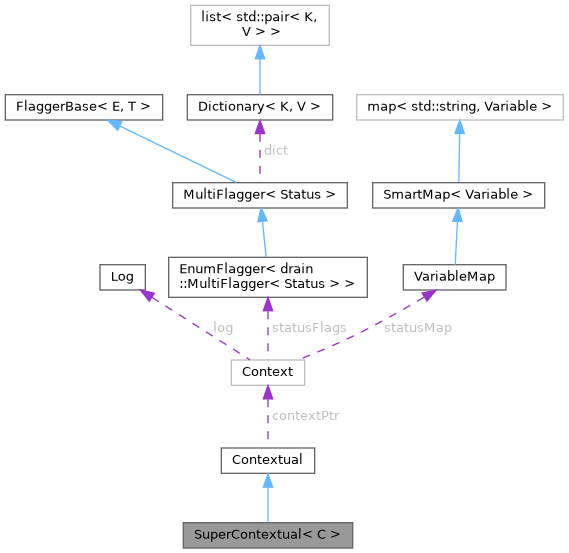 list< std::pair< K,
V > >
FlaggerBase< E, T >
Dictionary< K, V >
map< std::string, Variable >
dict
MultiFlagger< Status >
SmartMap< Variable >
Log
EnumFlagger< drain
::MultiFlagger< Status > >
VariableMap
log
statusFlags
statusMap
Context
contextPtr
Contextual
SuperContextual< C >